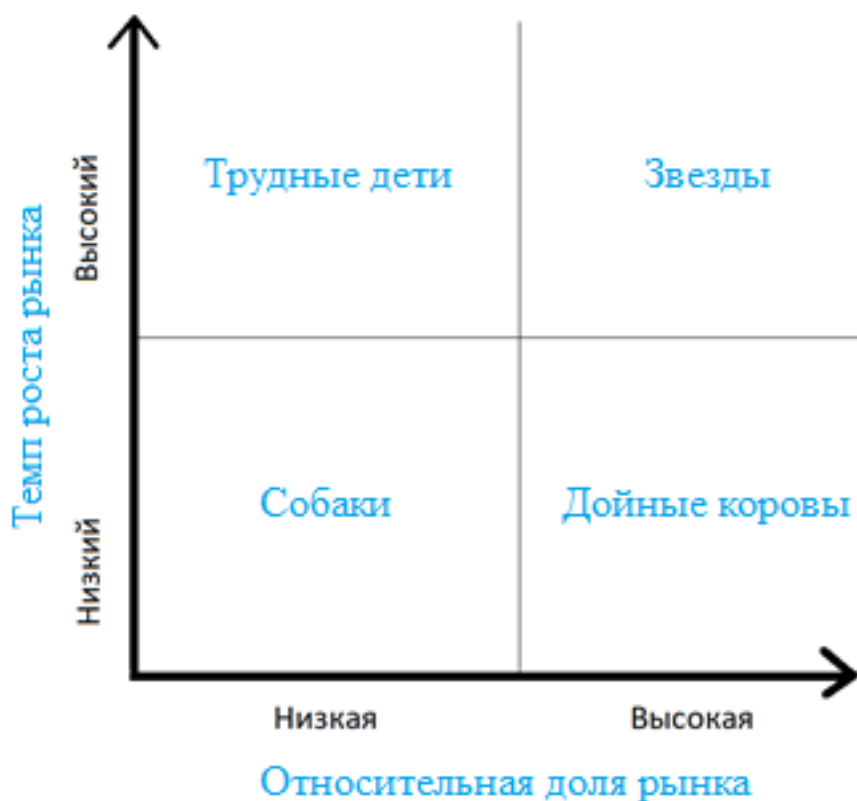 Темп роста рынка
Высокий
Низкий
Трудные дети
Звезды
Собаки
Дойные коровы
Низкая
Высокая
Относительная доля рынка